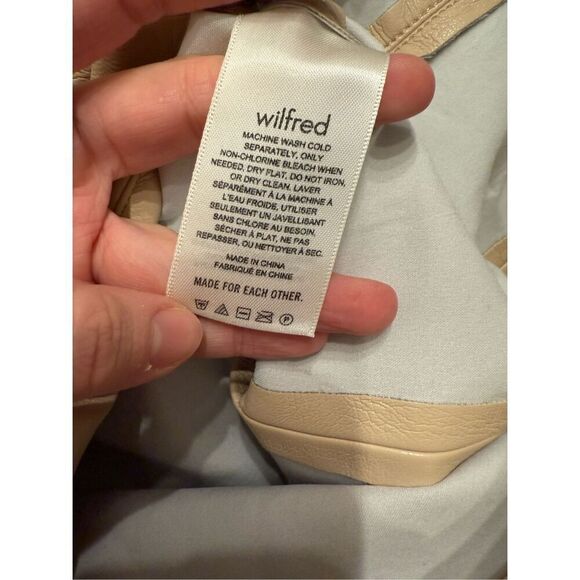 wilfred
MACHINE WASH COLD
SEPARATELY, ONLY
NON-CHLORINE BLEACH WHEN
NEEDED, DRY FLAT, DO NOT IRON,
OR DRY CLEAN. LAVER
SÉPARÉMENT À LA MACHINE À
L'EAU FROIDE, UTILISER
SEULEMENT UN JAVELLISANT
SANS CHLORE AU BESOIN,
SÉCHER À PLAT, NE PAS
REPASSER, OU NETTOYER À SEC.
MADE IN CHINA
FABRIQUÉ EN CHINE
MADE FOR EACH OTHER.
P